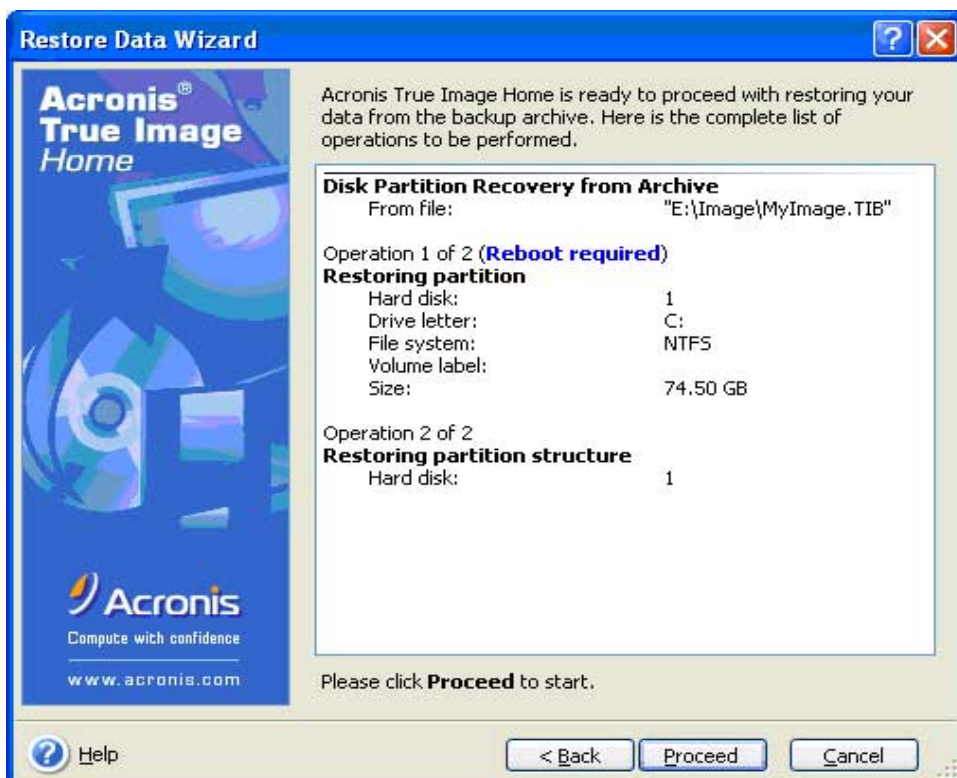 Restore Data Wizard
?
Acronis®
True Image
Home
Acronis True Image Home is ready to proceed with restoring your
data from the backup archive. Here is the complete list of
operations to be performed.
Disk Partition Recovery from Archive
From file: "E:\Image\MyImage.TIB"
Operation 1 of 2 (Reboot required)
Restoring partition
Hard disk: 1
Drive letter: C:
File system: NTFS
Volume label:
Size: 74.50 GB
Operation 2 of 2
Restoring partition structure
Hard disk: 1
Acronis
Compute with confidence
www.acronis.com
Please click Proceed to start.
? Help
< Back
Proceed
Cancel